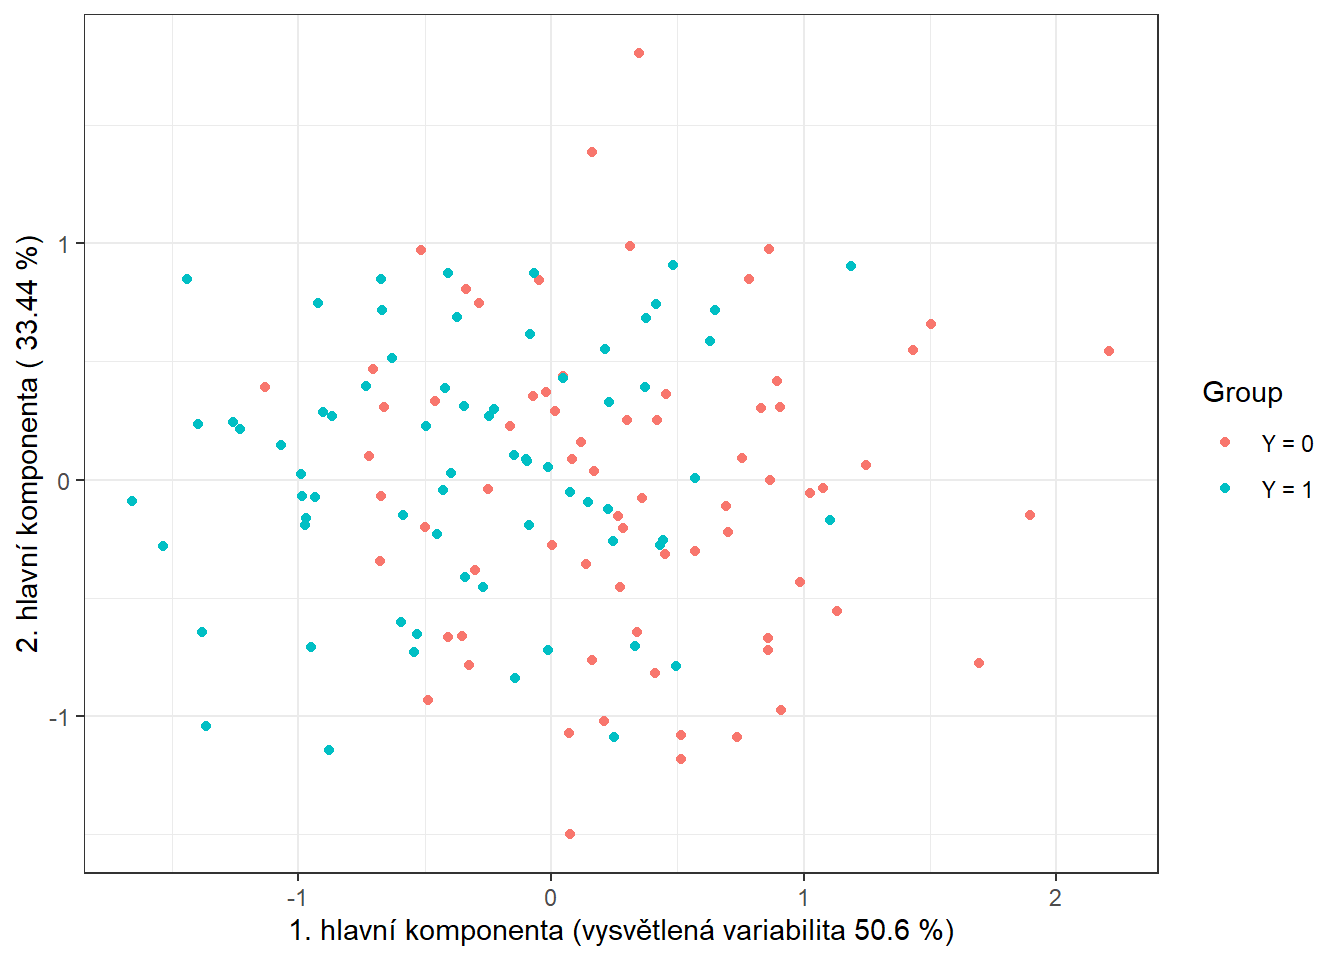 2. hlavní komponenta ( 33.44 %)
1
0
-1
-1
0
1
2
1. hlavní komponenta (vysvětlená variabilita 50.6 %)
Group
Y = 0
Y = 1